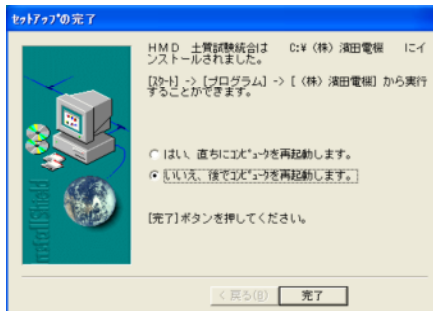 セットアップの完了
HMD 土質試験統合は C:¥（株）濱田電機 にイ
ンストールされました。
[スタート] -> [プログラム] -> [（株）濱田電機] から実行
することができます。
はい、直ちにコンピュータを再起動します。
いいえ、後でコンピュータを再起動します。
[完了]ボタンを押してください。
InstallShield
< 戻る(B)
完了